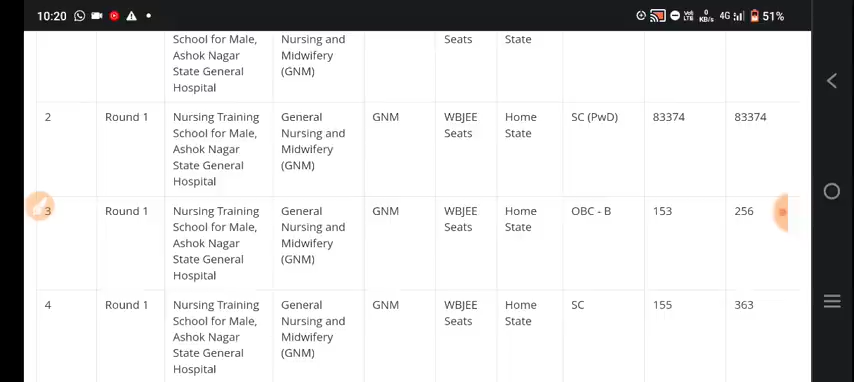 10:20 VoI LTE 0 KB/s 4G 51%
School for Male, Nursing and Seats State
Ashok Nagar Midwifery
State General (GNM)
Hospital
2 Round 1 Nursing Training General GNM WBJEE Home SC (PwD) 83374 83374
School for Male, Nursing and Seats State
Ashok Nagar Midwifery
State General (GNM)
Hospital
3 Round 1 Nursing Training General GNM WBJEE Home OBC - B 153 256
School for Male, Nursing and Seats State
Ashok Nagar Midwifery
State General (GNM)
Hospital
4 Round 1 Nursing Training General GNM WBJEE Home SC 155 363
School for Male, Nursing and Seats State
Ashok Nagar Midwifery
State General (GNM)
Hospital